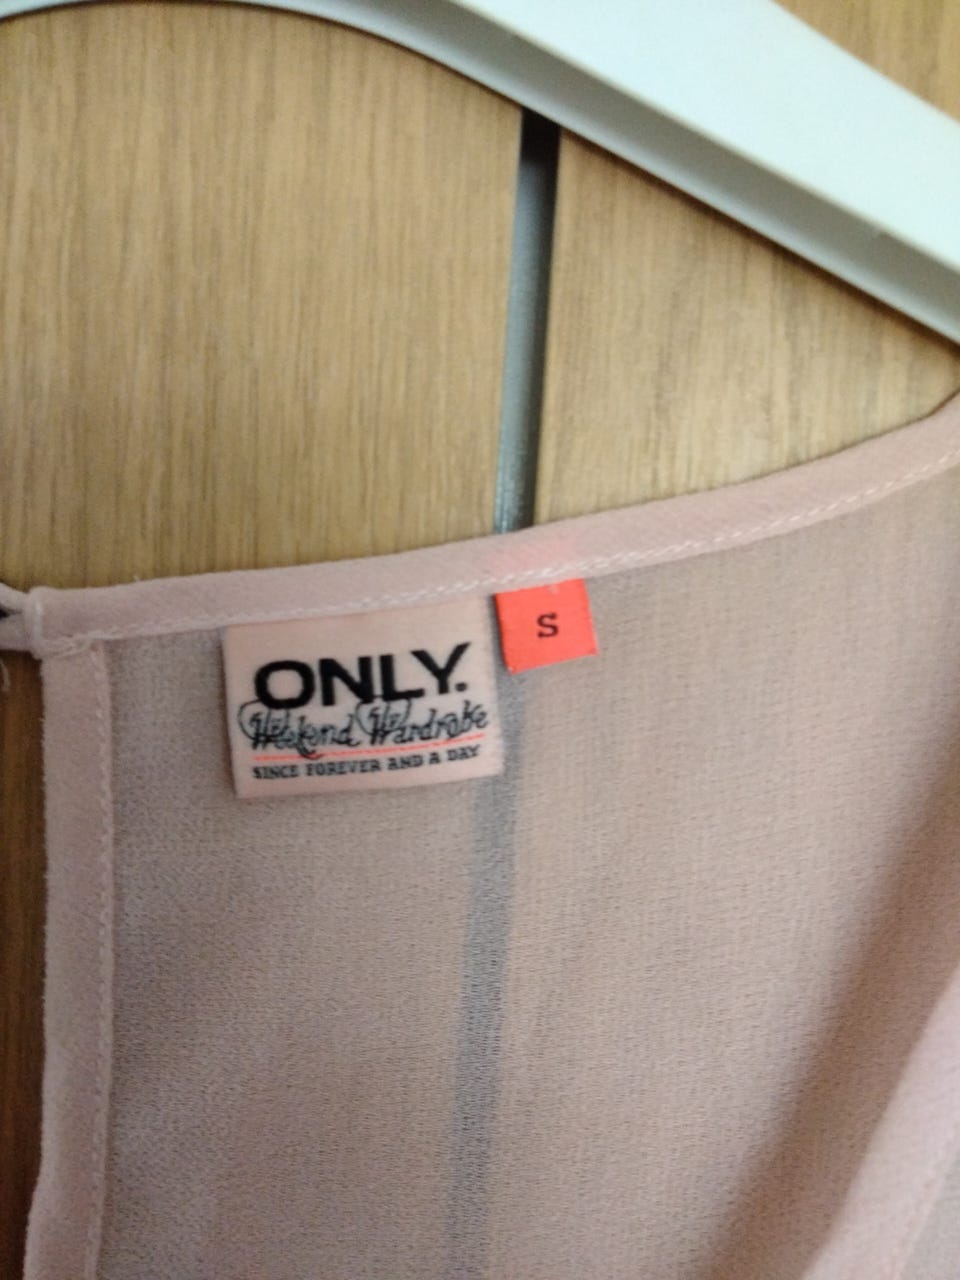 ONLY.
Weekend Wardrobe
SINCE FOREVER AND A DAY
S